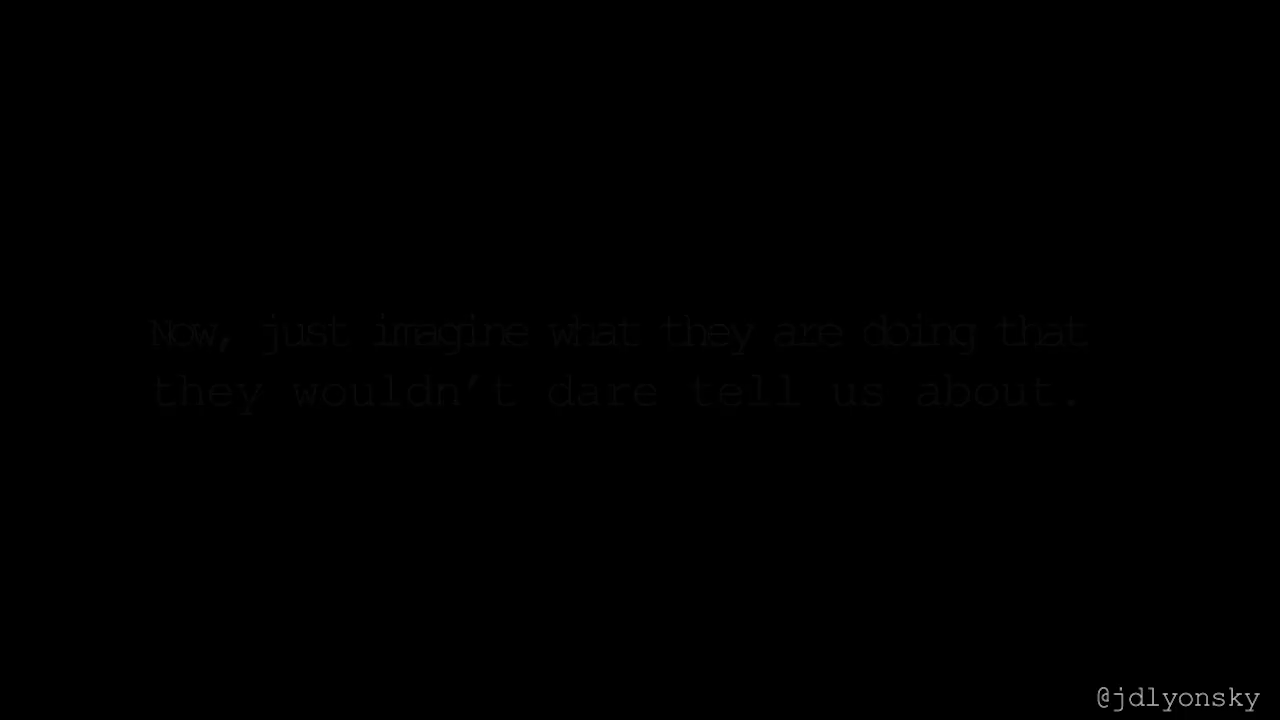 Now, just imagine what they are doing that
they wouldn’t dare tell us about.
@jdlyonsky